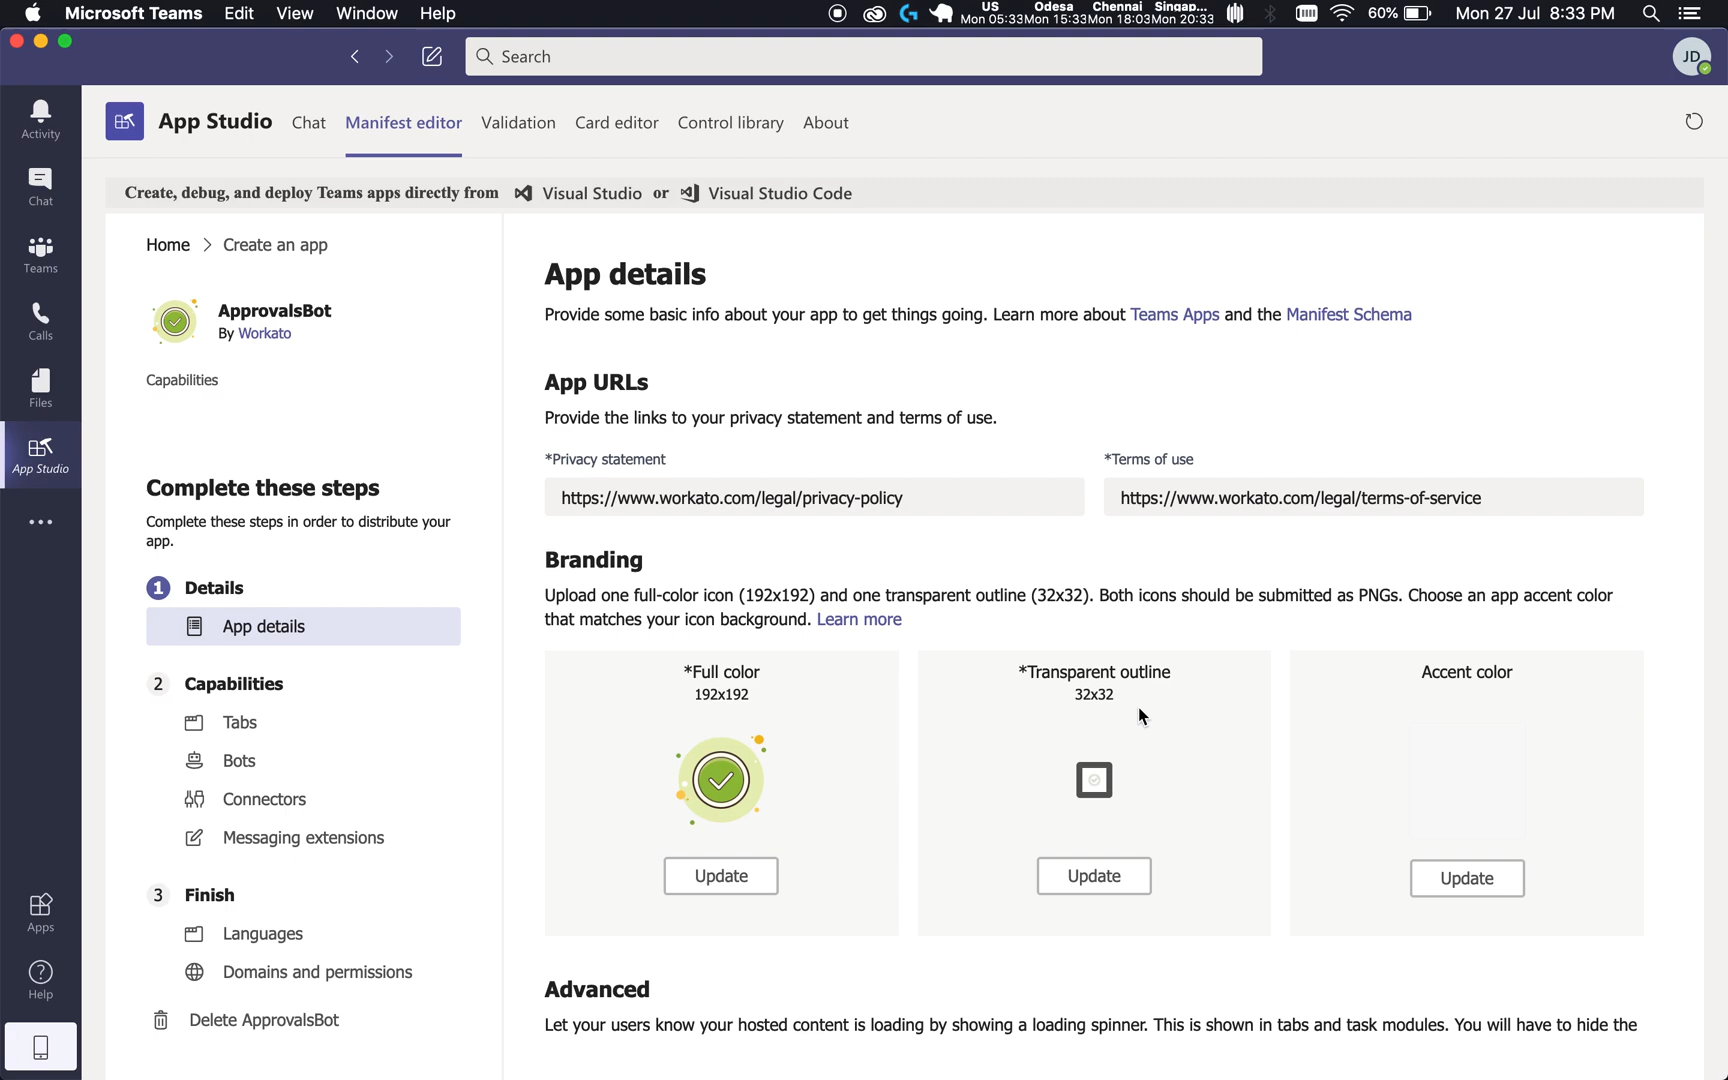 Microsoft Teams Edit View Window Help
US Odesa Chennai Singap...
Mon 05:33 Mon 15:33 Mon 18:03 Mon 20:33
60% Mon 27 Jul 8:33 PM
Search
JD
Activity
Chat
Teams
Calls
Files
App Studio
Apps
Help
App Studio Chat Manifest editor Validation Card editor Control library About
Create, debug, and deploy Teams apps directly from Visual Studio or Visual Studio Code
Home > Create an app
ApprovalsBot
By Workato
Capabilities
Complete these steps
Complete these steps in order to distribute your
app.
1 Details
App details
2 Capabilities
Tabs
Bots
Connectors
Messaging extensions
3 Finish
Languages
Domains and permissions
Delete ApprovalsBot
App details
Provide some basic info about your app to get things going. Learn more about Teams Apps and the Manifest Schema
App URLs
Provide the links to your privacy statement and terms of use.
*Privacy statement *Terms of use
https://www.workato.com/legal/privacy-policy https://www.workato.com/legal/terms-of-service
Branding
Upload one full-color icon (192x192) and one transparent outline (32x32). Both icons should be submitted as PNGs. Choose an app accent color
that matches your icon background. Learn more
*Full color *Transparent outline Accent color
192x192 32x32
Update Update Update
Advanced
Let your users know your hosted content is loading by showing a loading spinner. This is shown in tabs and task modules. You will have to hide the